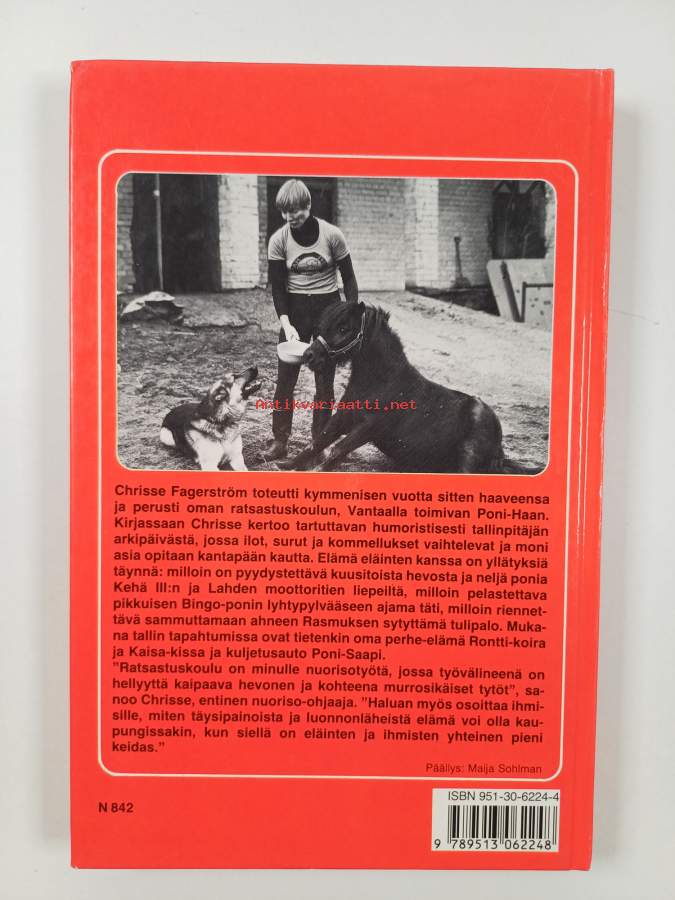 Antikvariaatti.net
Chrisse Fagerström toteutti kymmenisen vuotta sitten haaveensa
ja perusti oman ratsastuskoulun, Vantaalla toimivan Poni-Haan.
Kirjassaan Chrisse kertoo tartuttavan humoristisesti tallinpitäjän
arkipäivästä, jossa ilot, surut ja kommellukset vaihtelevat ja moni
asia opitaan kantapään kautta. Elämä eläinten kanssa on yllätyksiä
täynnä: milloin on pyydystettävä kuusitoista hevosta ja neljä ponia
Kehä III:n ja Lahden moottoritien liepeiltä, milloin pelastettava
pikkuisen Bingo-ponin lyhtypylvääseen ajama täti, milloin riennet-
tävä sammuttamaan ahneen Rasmuksen sytyttämä tulipalo. Muka-
na tallin tapahtumissa ovat tietenkin oma perhe-elämä Rontti-koira
ja Kaisa-kissa ja kuljetusauto Poni-Saapi.
”Ratsastuskoulu on minulle nuorisotyötä, jossa työvälineenä on
hellyyttä kaipaava hevonen ja kohteena murrosikäiset tytöt”, sa-
noo Chrisse, entinen nuoriso-ohjaaja. ”Haluan myös osoittaa ihmi-
sille, miten täysipainoista ja luonnonläheistä elämä voi olla kau-
pungissakin, kun siellä on eläinten ja ihmisten yhteinen pieni
keidas.”
Päällys: Maija Sohlman
N 842
ISBN 951-30-6224-4
9 789513 062248